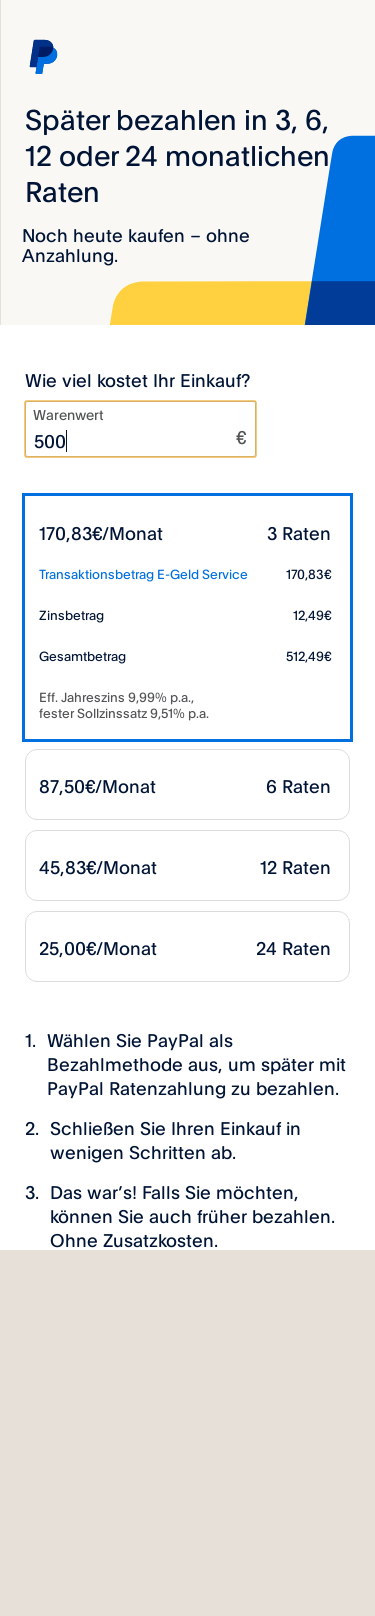 Später bezahlen in 3, 6,
12 oder 24 monatlichen
Raten
Noch heute kaufen – ohne
Anzahlung.
Wie viel kostet Ihr Einkauf?
Warenwert
500 €
170,83€/Monat 3 Raten
Transaktionsbetrag E-Geld Service 170,83€
Zinsbetrag 12,49€
Gesamtbetrag 512,49€
Eff. Jahreszins 9,99% p.a.,
fester Sollzinssatz 9,51% p.a.
87,50€/Monat 6 Raten
45,83€/Monat 12 Raten
25,00€/Monat 24 Raten
1. Wählen Sie PayPal als
Bezahlmethode aus, um später mit
PayPal Ratenzahlung zu bezahlen.
2. Schließen Sie Ihren Einkauf in
wenigen Schritten ab.
3. Das war’s! Falls Sie möchten,
können Sie auch früher bezahlen.
Ohne Zusatzkosten.